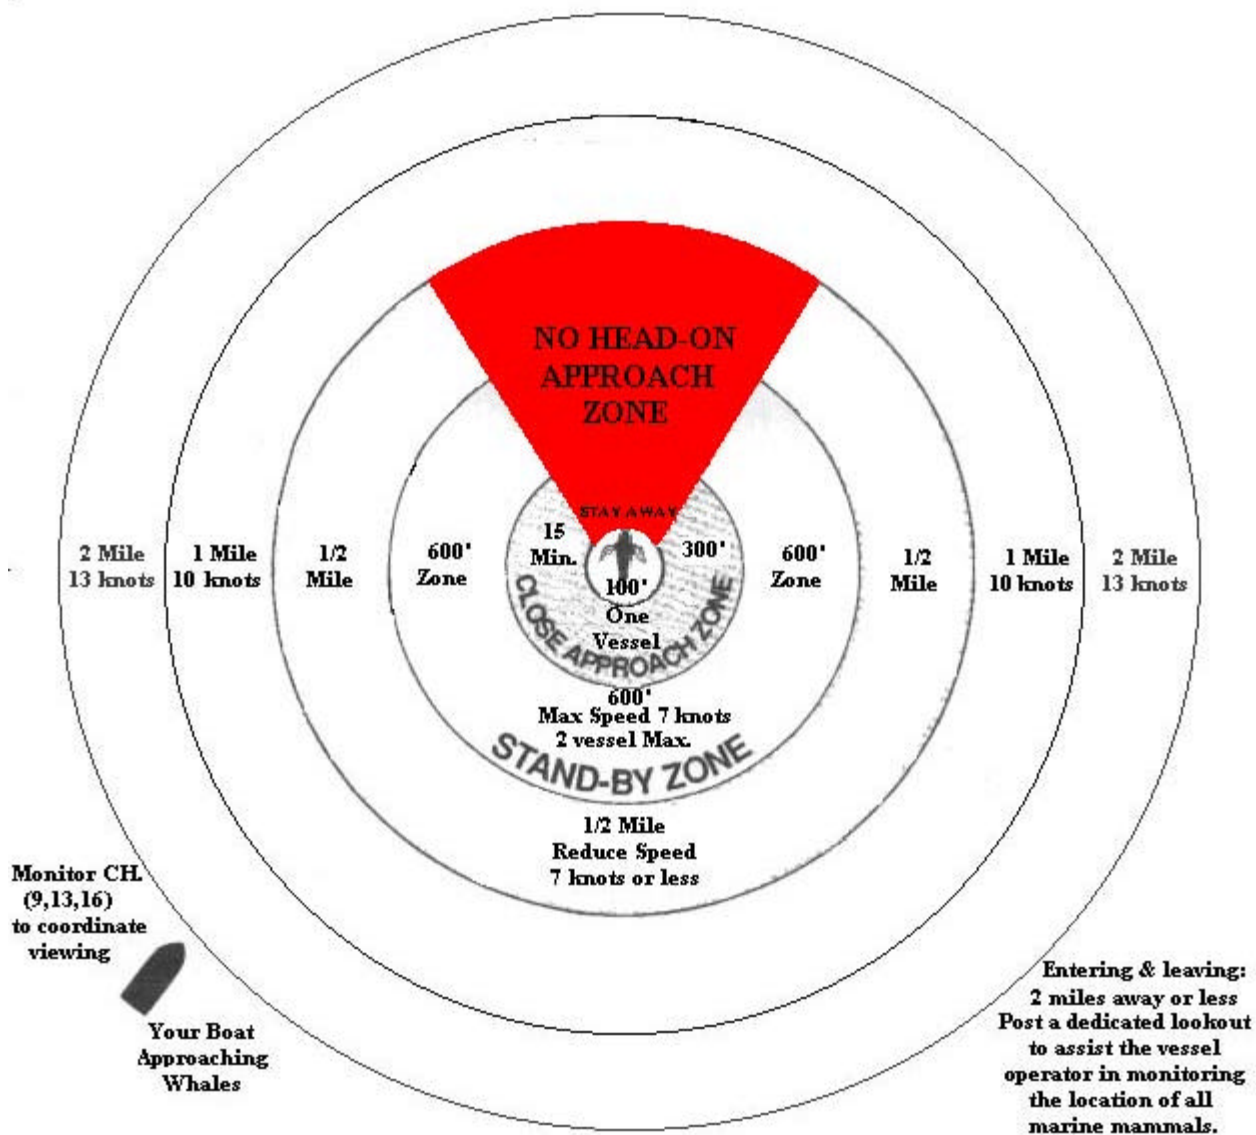 NO HEAD-ON
APPROACH
ZONE
STAY AWAY
2 Mile
13 knots
1 Mile
10 knots
1/2
Mile
600'
Zone
15
Min.
300'
600'
Zone
1/2
Mile
1 Mile
10 knots
2 Mile
13 knots
100'
One
Vessel
CLOSE APPROACH ZONE
600'
Max Speed 7 knots
2 vessel Max.
STAND-BY ZONE
1/2 Mile
Reduce Speed
7 knots or less
Monitor CH.
(9,13,16)
to coordinate
viewing
Your Boat
Approaching
Whales
Entering & leaving:
2 miles away or less
Post a dedicated lookout
to assist the vessel
operator in monitoring
the location of all
marine mammals.